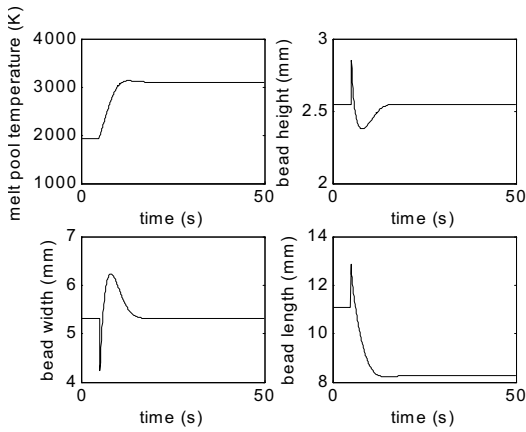 melt pool temperature (K)
4000
3000
2000
1000
0
50
time (s)
bead height (mm)
3
2.5
2
0
50
time (s)
bead width (mm)
7
6
5
4
0
50
time (s)
bead length (mm)
14
12
10
8
0
50
time (s)